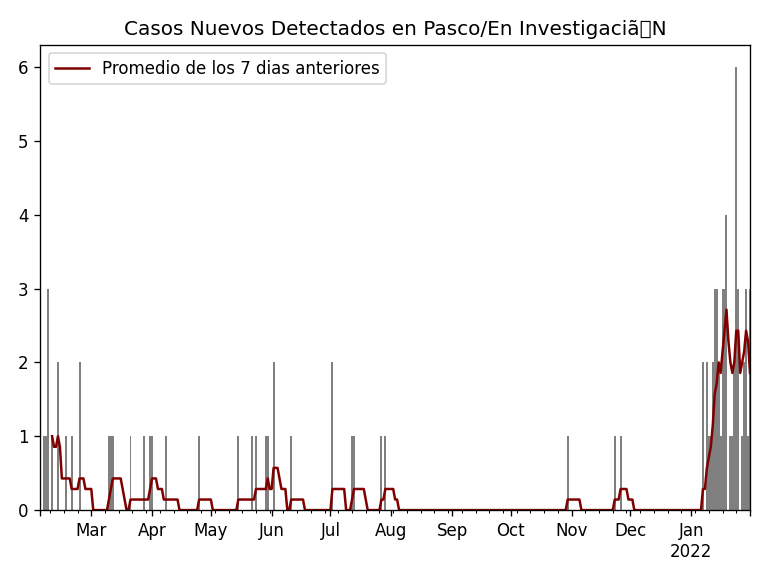 Casos Nuevos Detectados en Pasco/En Investigaciã▯N
Promedio de los 7 dias anteriores
6
5
4
3
2
1
0
Mar Apr May Jun Jul Aug Sep Oct Nov Dec Jan
2022